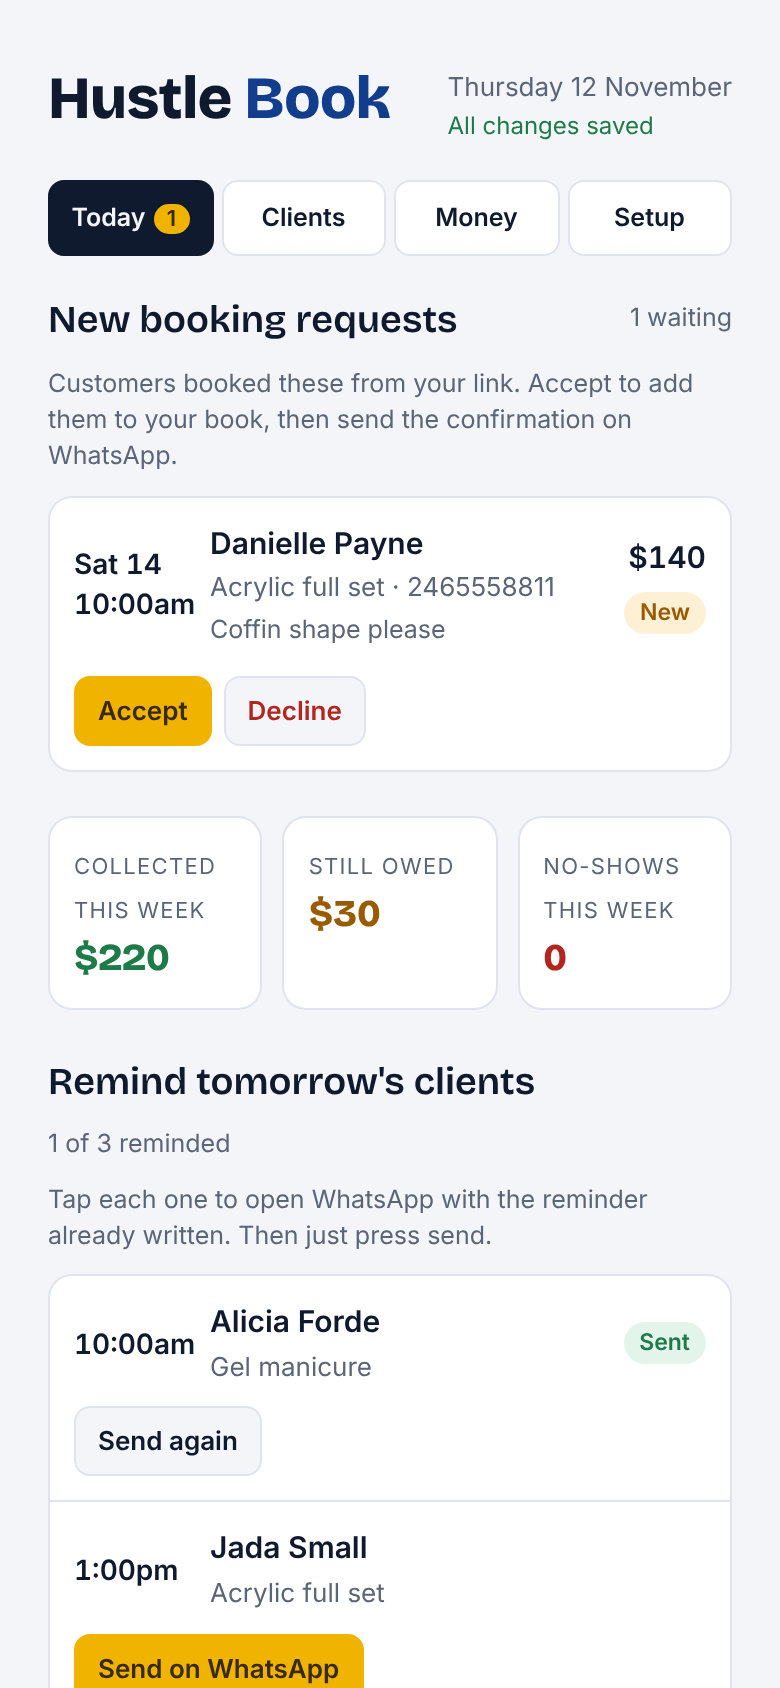 Hustle Book
Thursday 12 November
All changes saved
Today 1
Clients
Money
Setup
New booking requests
1 waiting
Customers booked these from your link. Accept to add
them to your book, then send the confirmation on
WhatsApp.
Sat 14
10:00am
Danielle Payne
Acrylic full set · 2465558811
Coffin shape please
$140
New
Accept
Decline
COLLECTED
THIS WEEK
$220
STILL OWED
$30
NO-SHOWS
THIS WEEK
0
Remind tomorrow's clients
1 of 3 reminded
Tap each one to open WhatsApp with the reminder
already written. Then just press send.
10:00am
Alicia Forde
Gel manicure
Sent
Send again
1:00pm
Jada Small
Acrylic full set
Send on WhatsApp